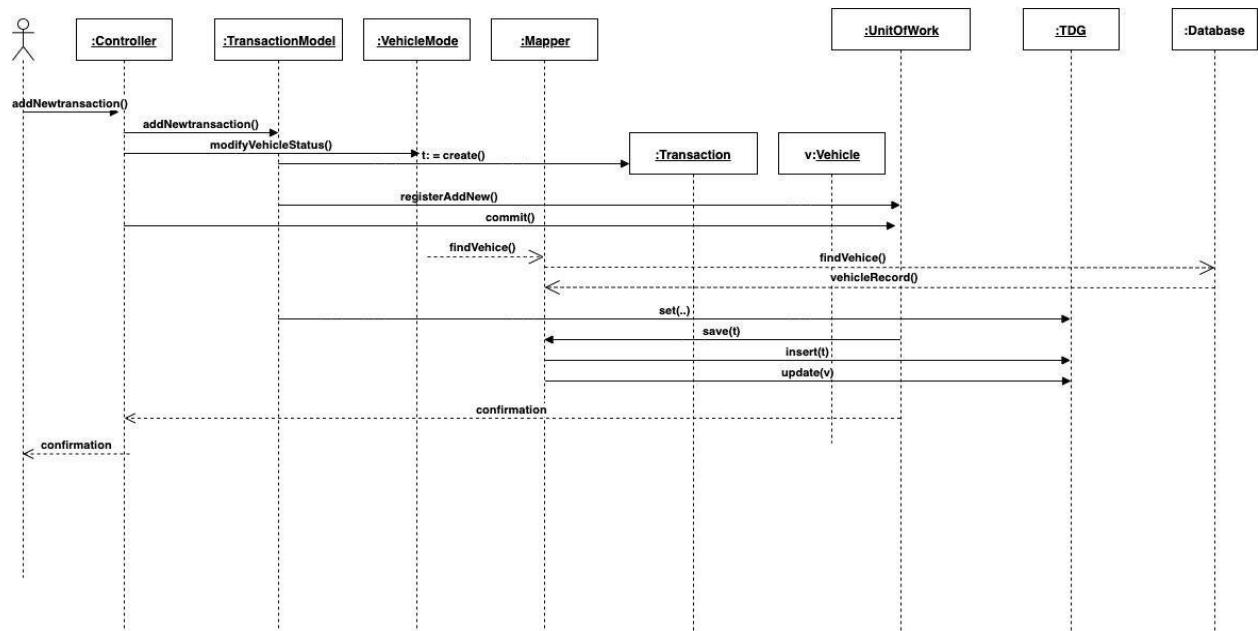 :Controller
:TransactionModel
:VehicleMode
:Mapper
:UnitOfWork
:TDG
:Database
addNewtransaction()
addNewtransaction()
modifyVehicleStatus()
t: = create()
:Transaction
v:Vehicle
registerAddNew()
commit()
findVehice()
findVehice()
vehicleRecord()
set(..)
save(t)
insert(t)
update(v)
confirmation
confirmation